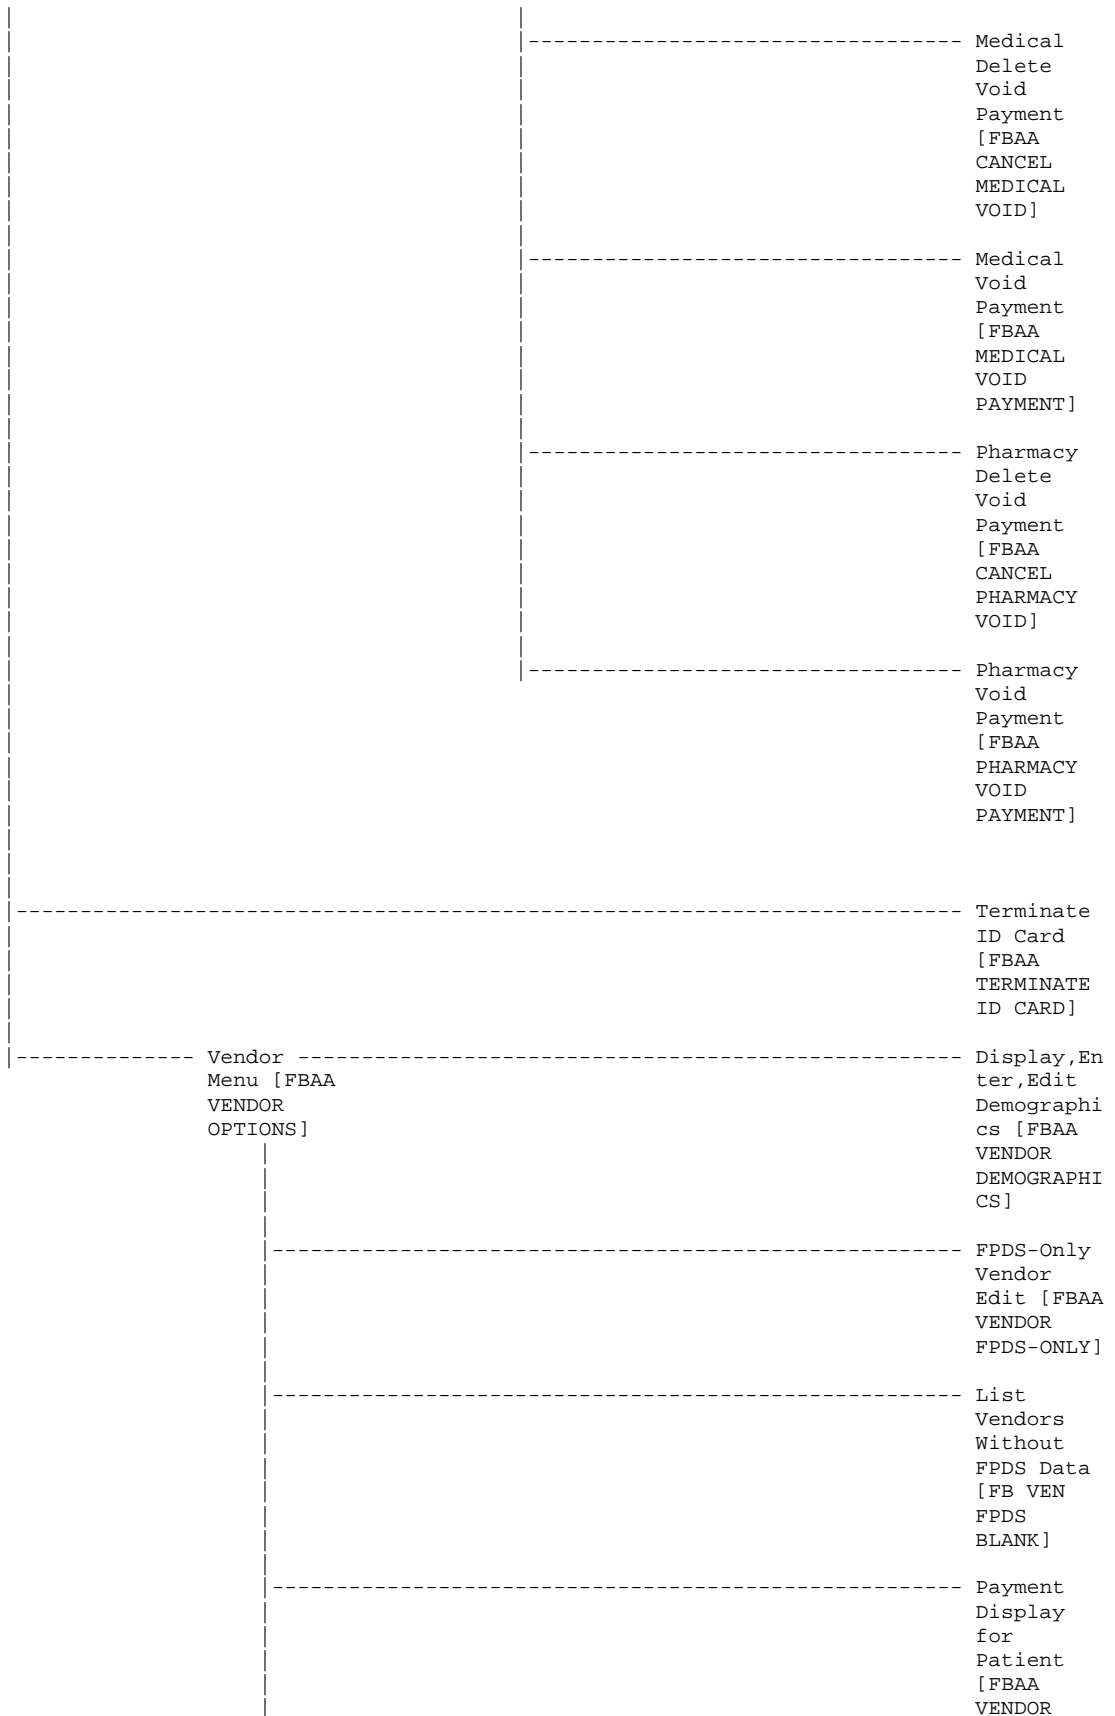 Medical
Delete
Void
Payment
[FBAA
CANCEL
MEDICAL
VOID]
Medical
Void
Payment
[FBAA
MEDICAL
VOID
PAYMENT]
Pharmacy
Delete
Void
Payment
[FBAA
CANCEL
PHARMACY
VOID]
Pharmacy
Void
Payment
[FBAA
PHARMACY
VOID
PAYMENT]
Terminate
ID Card
[FBAA
TERMINATE
ID CARD]
Vendor
Menu [FBAA
VENDOR
OPTIONS]
Display,En
ter,Edit
Demographi
cs [FBAA
VENDOR
DEMOGRAPHI
CS]
FPDS-Only
Vendor
Edit [FBAA
VENDOR
FPDS-ONLY]
List
Vendors
Without
FPDS Data
[FB VEN
FPDS
BLANK]
Payment
Display
for
Patient
[FBAA
VENDOR